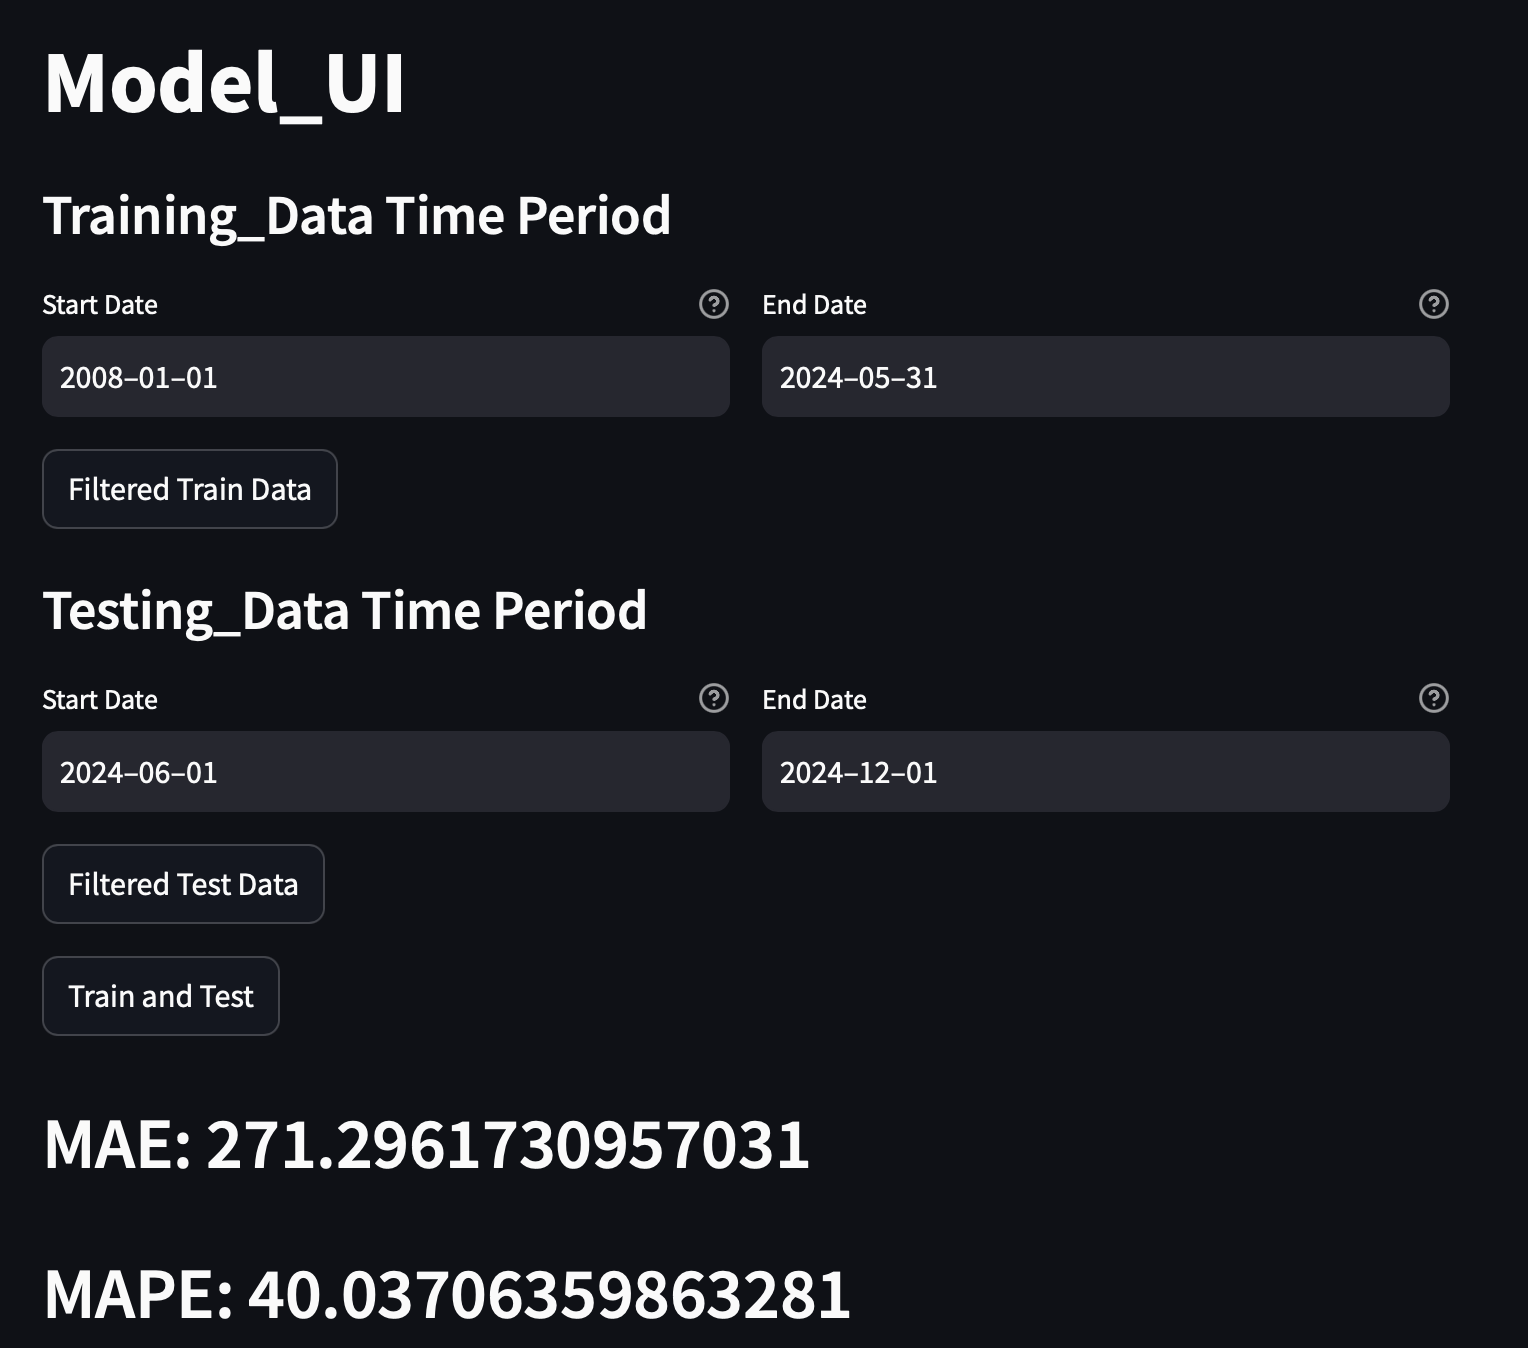 Model_UI
Training_Data Time Period
Start Date
End Date
2008–01–01
2024–05–31
Filtered Train Data
Testing_Data Time Period
Start Date
End Date
2024–06–01
2024–12–01
Filtered Test Data
Train and Test
MAE: 271.2961730957031
MAPE: 40.03706359863281